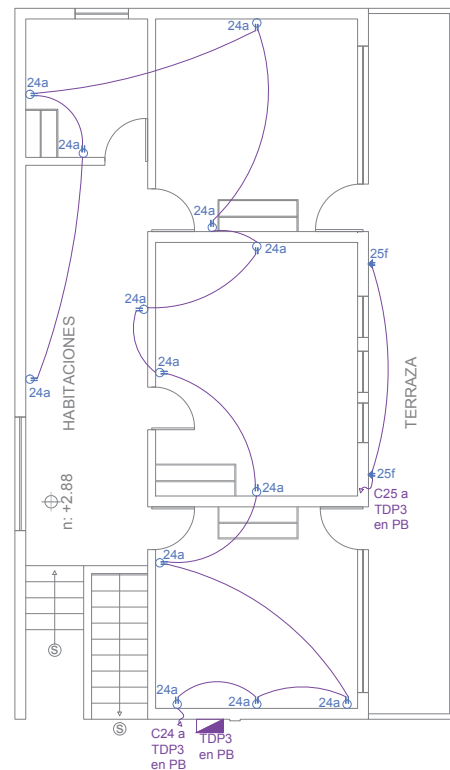 24a
24a
24a
24a
24a
25f
24a
24a
24a
HABITACIONES
TERRAZA
25f
24a
n: +2.88
C25 a
TDP3
en PB
24a
S
24a
24a
24a
S
C24 a
TDP3
en PB
TDP3
en PB